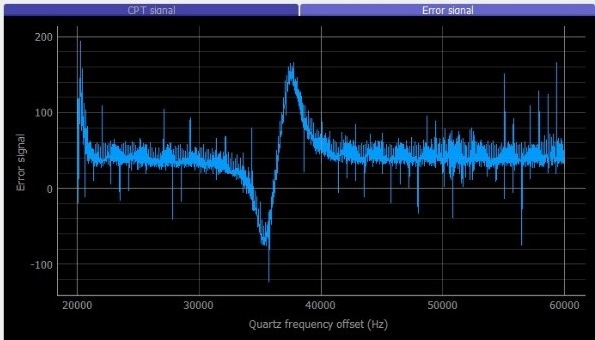 CPT signal
Error signal
200
100
0
-100
Error signal
20000
30000
40000
50000
60000
Quartz frequency offset (Hz)